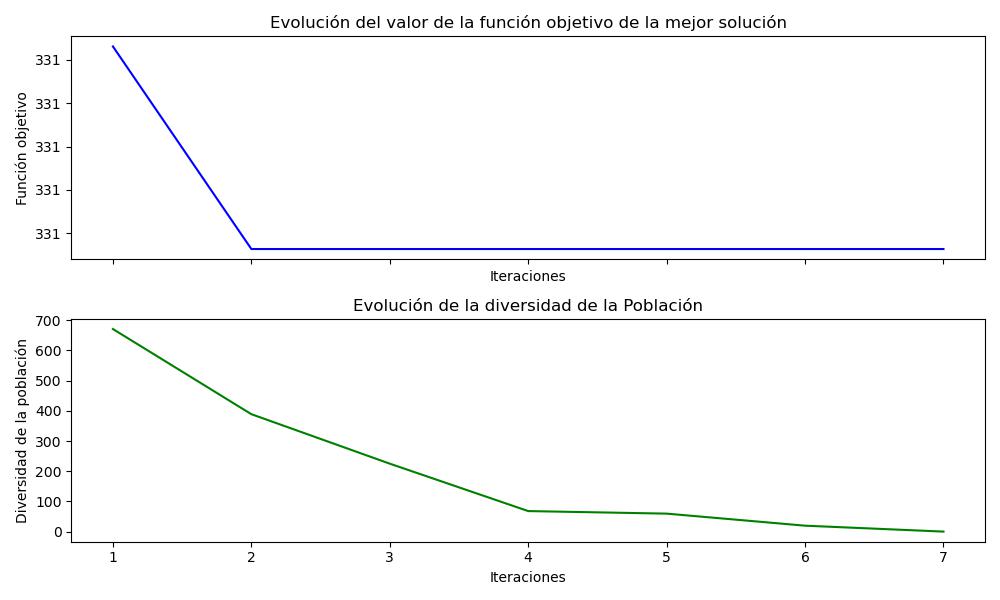 Evolución del valor de la función objetivo de la mejor solución
331
331
331
331
331
Función objetivo
Iteraciones
Evolución de la diversidad de la Población
700
600
500
400
300
200
100
0
Diversidad de la población
1 2 3 4 5 6 7
Iteraciones